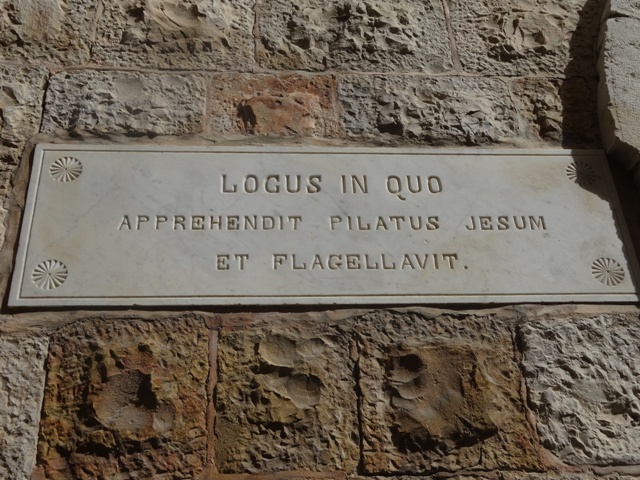 LOCUS IN QUO
APPREHENDIT PILATUS JESUM
ET FLAGELLAVIT.